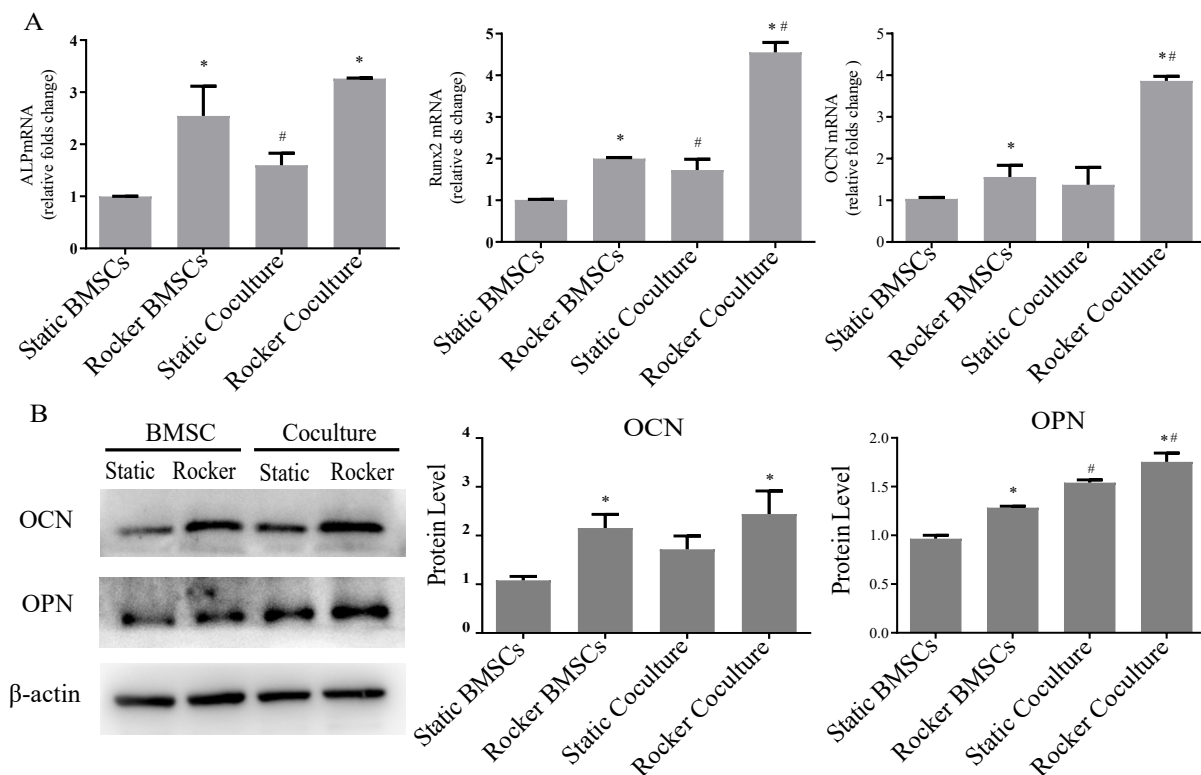 A
ALPmRNA
(relative folds change)
4
3
2
1
0
*
#
*
Static BMSCs
Rocker BMSCs
Static Coculture
Rocker Coculture
Runx2 mRNA
(relative ds change)
5
4
3
2
1
0
*
#
* #
Static BMSCs
Rocker BMSCs
Static Coculture
Rocker Coculture
OCN mRNA
(relative folds change )
5
4
3
2
1
0
*
*#
Static BMSCs
Rocker BMSCs
Static Coculture
Rocker Coculture
B
BMSC Coculture
Static Rocker Static Rocker
OCN
OPN
β-actin
OCN
Protein Level
4
3
2
1
0
*
*
Static BMSCs
Rocker BMSCs
Static Coculture
Rocker Coculture
OPN
Protein Level
2.0
1.5
1.0
0.5
0.0
*
#
*#
Static BMSCs
Rocker BMSCs
Static Coculture
Rocker Coculture